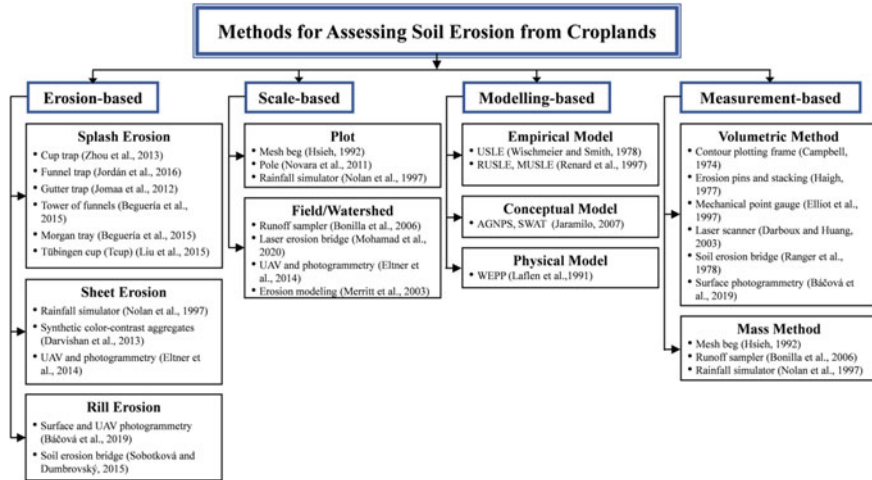 Methods for Assessing Soil Erosion from Croplands
Erosion-based
Splash Erosion
• Cup trap (Zhou et al., 2013)
• Funnel trap (Jordán et al., 2016)
• Gutter trap (Jomaa et al., 2012)
• Tower of funnels (Beguería et al.,
2015)
• Morgan tray (Beguería et al., 2015)
• Tübingen cup (Tcup) (Liu et al., 2015)
Sheet Erosion
• Rainfall simulator (Nolan et al., 1997)
• Synthetic color-contrast aggregates
(Darvishan et al., 2013)
• UAV and photogrammetry (Eltner et
al., 2014)
Rill Erosion
• Surface and UAV photogrammetry
(Báčová et al., 2019)
• Soil erosion bridge (Sobotková and
Dumbrovský, 2015)
Scale-based
Plot
• Mesh beg (Hsieh, 1992)
• Pole (Novara et al., 2011)
• Rainfall simulator (Nolan et al., 1997)
Field/Watershed
• Runoff sampler (Bonilla et al., 2006)
• Laser erosion bridge (Mohamad et al.,
2020)
• UAV and photogrammetry (Eltner et
al., 2014)
• Erosion modeling (Merritt et al., 2003)
Modelling-based
Empirical Model
• USLE (Wischmeier and Smith, 1978)
• RUSLE, MUSLE (Renard et al., 1997)
Conceptual Model
• AGNPS, SWAT (Jaramilo, 2007)
Physical Model
• WEPP (Laflen et al.,1991)
Measurement-based
Volumetric Method
• Contour plotting frame (Campbell,
1974)
• Erosion pins and stacking (Haigh,
1977)
• Mechanical point gauge (Elliot et al.,
1997)
• Laser scanner (Darboux and Huang,
2003)
• Soil erosion bridge (Ranger et al.,
1978)
• Surface photogrammetry (Báčová et
al., 2019)
Mass Method
• Mesh beg (Hsieh, 1992)
• Runoff sampler (Bonilla et al., 2006)
• Rainfall simulator (Nolan et al., 1997)